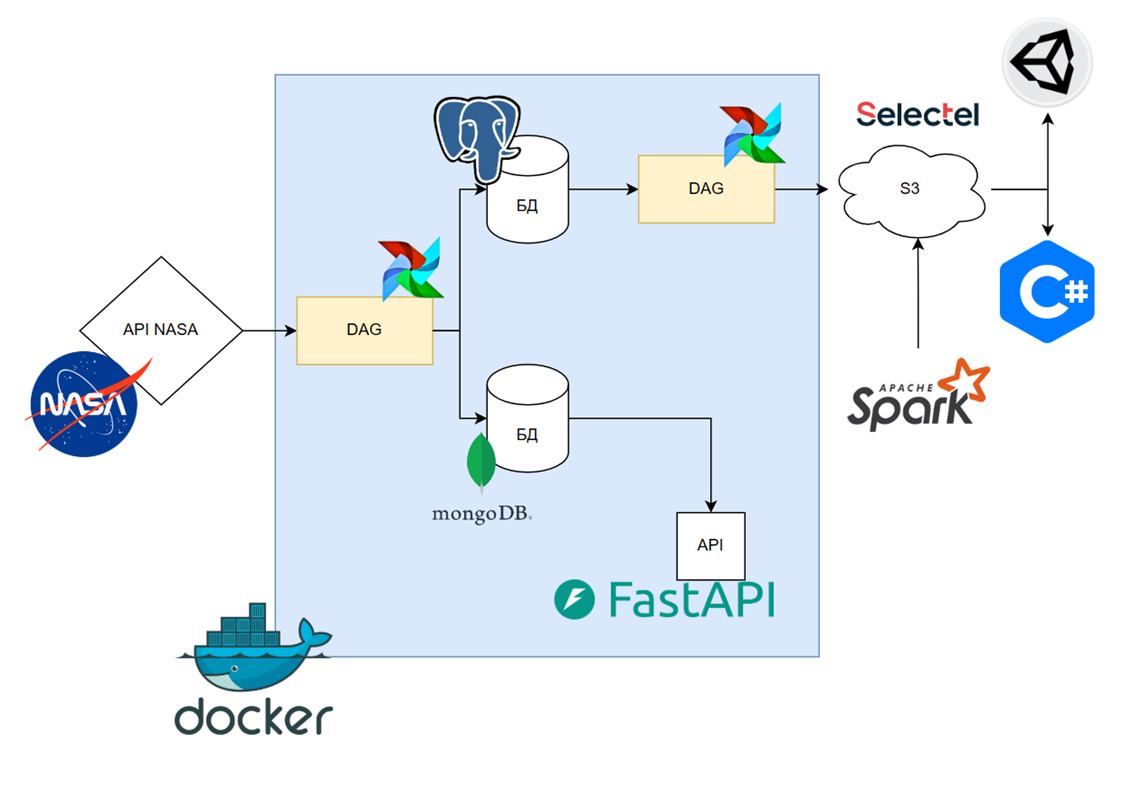 Selectel
БД
DAG
S3
C#
API NASA
DAG
NASA
APACHE
Spark
БД
mongoDB.
API
FastAPI
docker